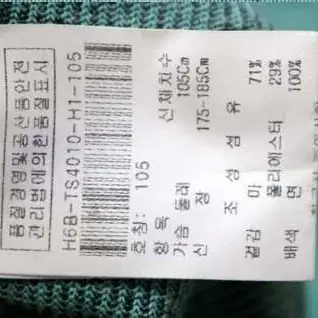 품질경영및공산품안전
관리법에의한품질표시
H6B-TS4010-H1-105
호칭: 105
항 목 신체치수
가슴 둘레 105Cm
신 장 175-185Cm
조 성 섬 유
겉감 마 71%
폴리에스터 29%
배색 면 100%